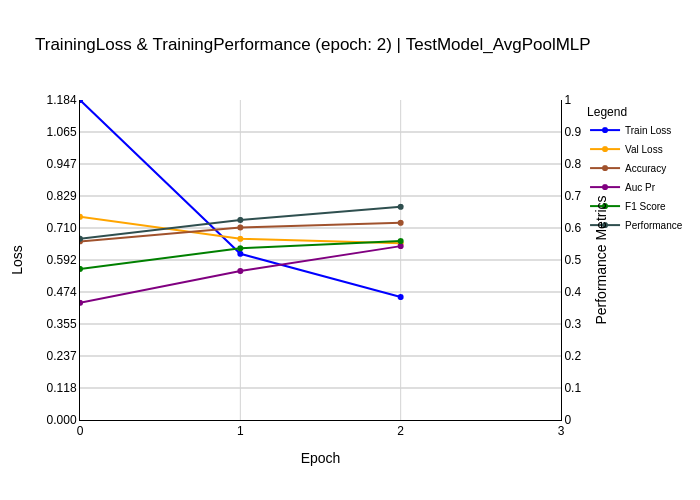 TrainingLoss & TrainingPerformance (epoch: 2) | TestModel_AvgPoolMLP
1.184
1.065
0.947
0.829
0.710
0.592
0.474
0.355
0.237
0.118
0.000
Loss
0
1
2
3
Epoch
1
0.9
0.8
0.7
0.6
0.5
0.4
0.3
0.2
0.1
0
Performance Metrics
Legend
Train Loss
Val Loss
Accuracy
Auc Pr
F1 Score
Performance